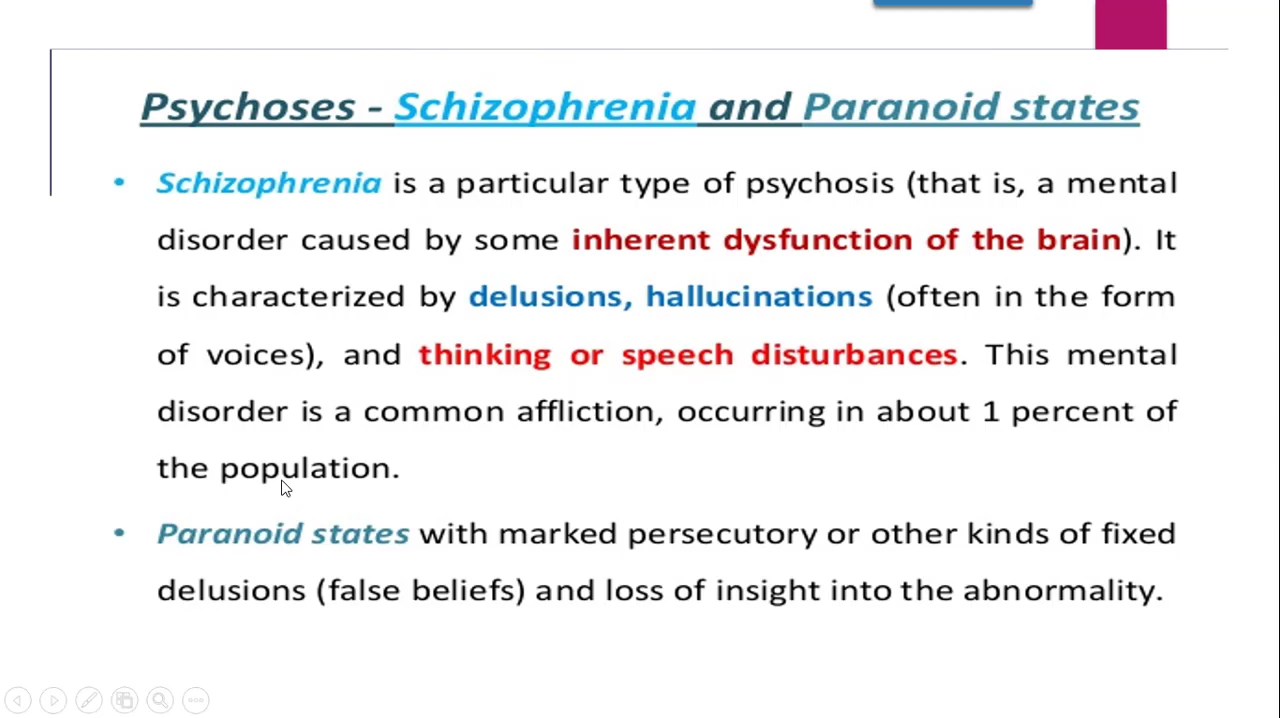 Psychoses - Schizophrenia and Paranoid states
• Schizophrenia is a particular type of psychosis (that is, a mental
disorder caused by some inherent dysfunction of the brain). It
is characterized by delusions, hallucinations (often in the form
of voices), and thinking or speech disturbances. This mental
disorder is a common affliction, occurring in about 1 percent of
the population.
• Paranoid states with marked persecutory or other kinds of fixed
delusions (false beliefs) and loss of insight into the abnormality.